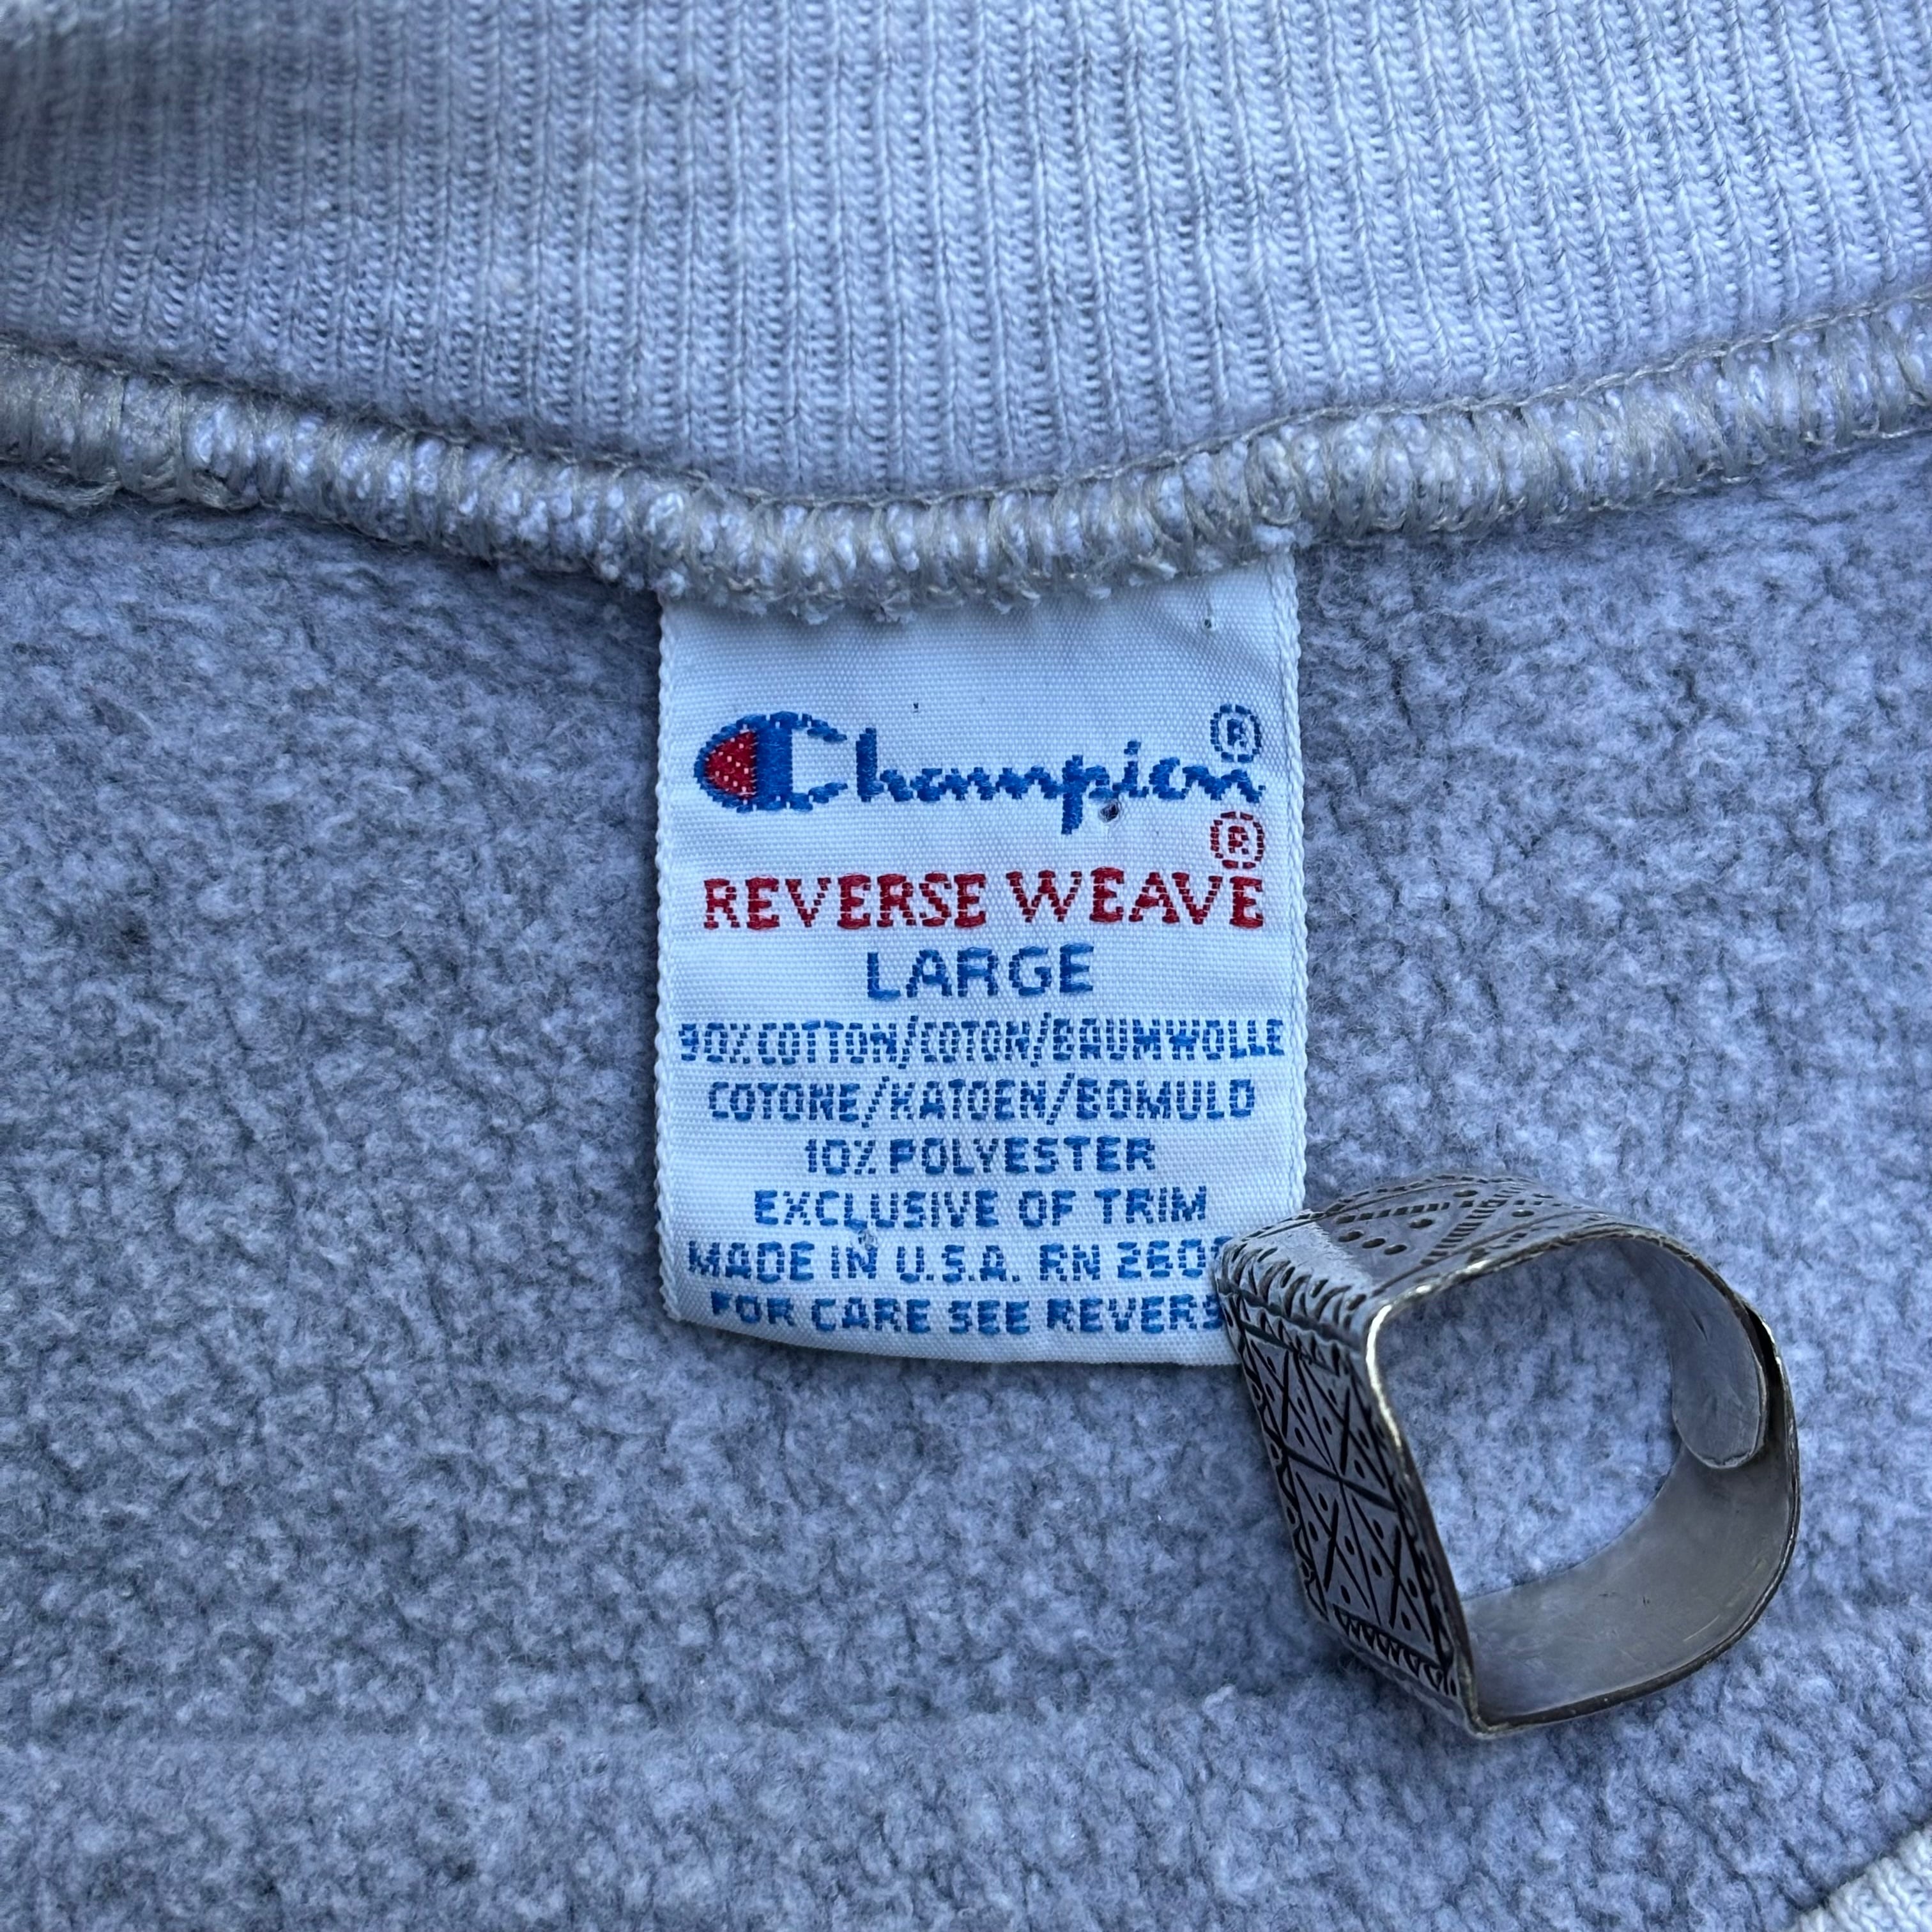 Champion®
REVERSE WEAVE®
LARGE
90% COTTON/COTON/BAUMWOLLE
COTONE/KATOEN/BOMULD
10% POLYESTER
EXCLUSIVE OF TRIM
MADE IN U.S.A. RN
FOR CARE SEE